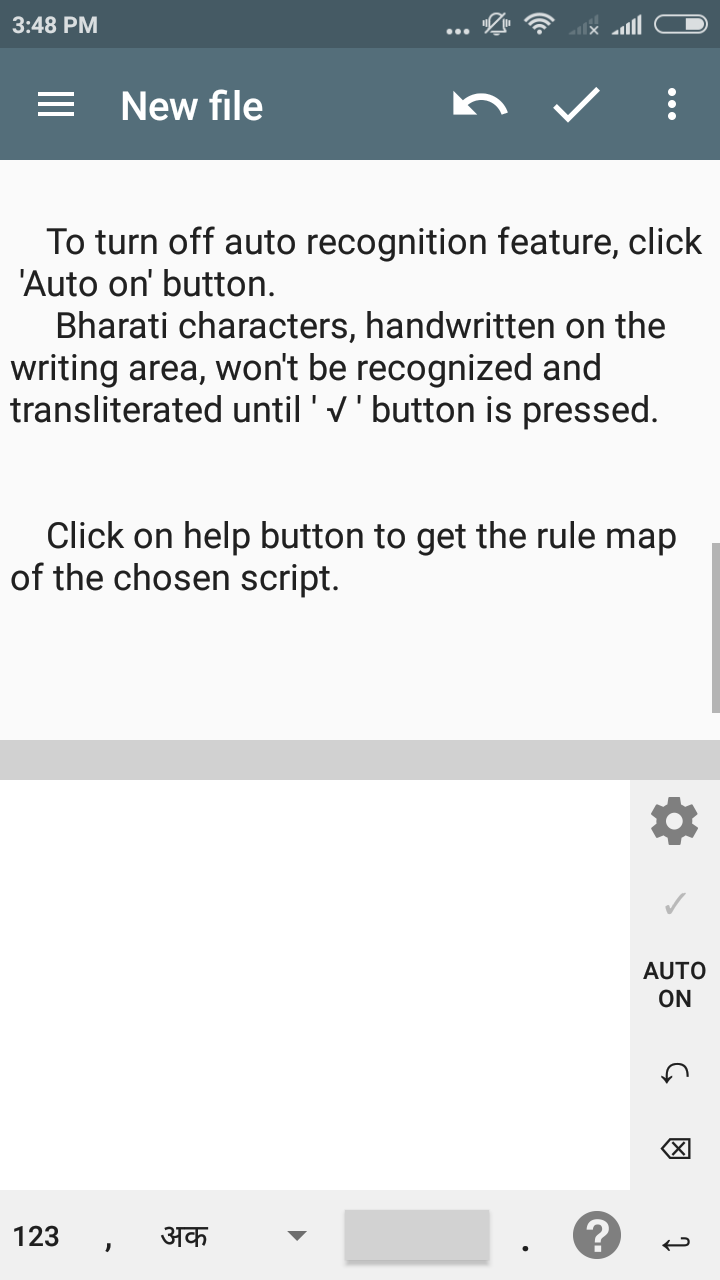 3:48 PM
New file
To turn off auto recognition feature, click
'Auto on' button.
Bharati characters, handwritten on the
writing area, won't be recognized and
transliterated until ' √ ' button is pressed.
Click on help button to get the rule map
of the chosen script.
✓
AUTO
ON
123 , अक . ?